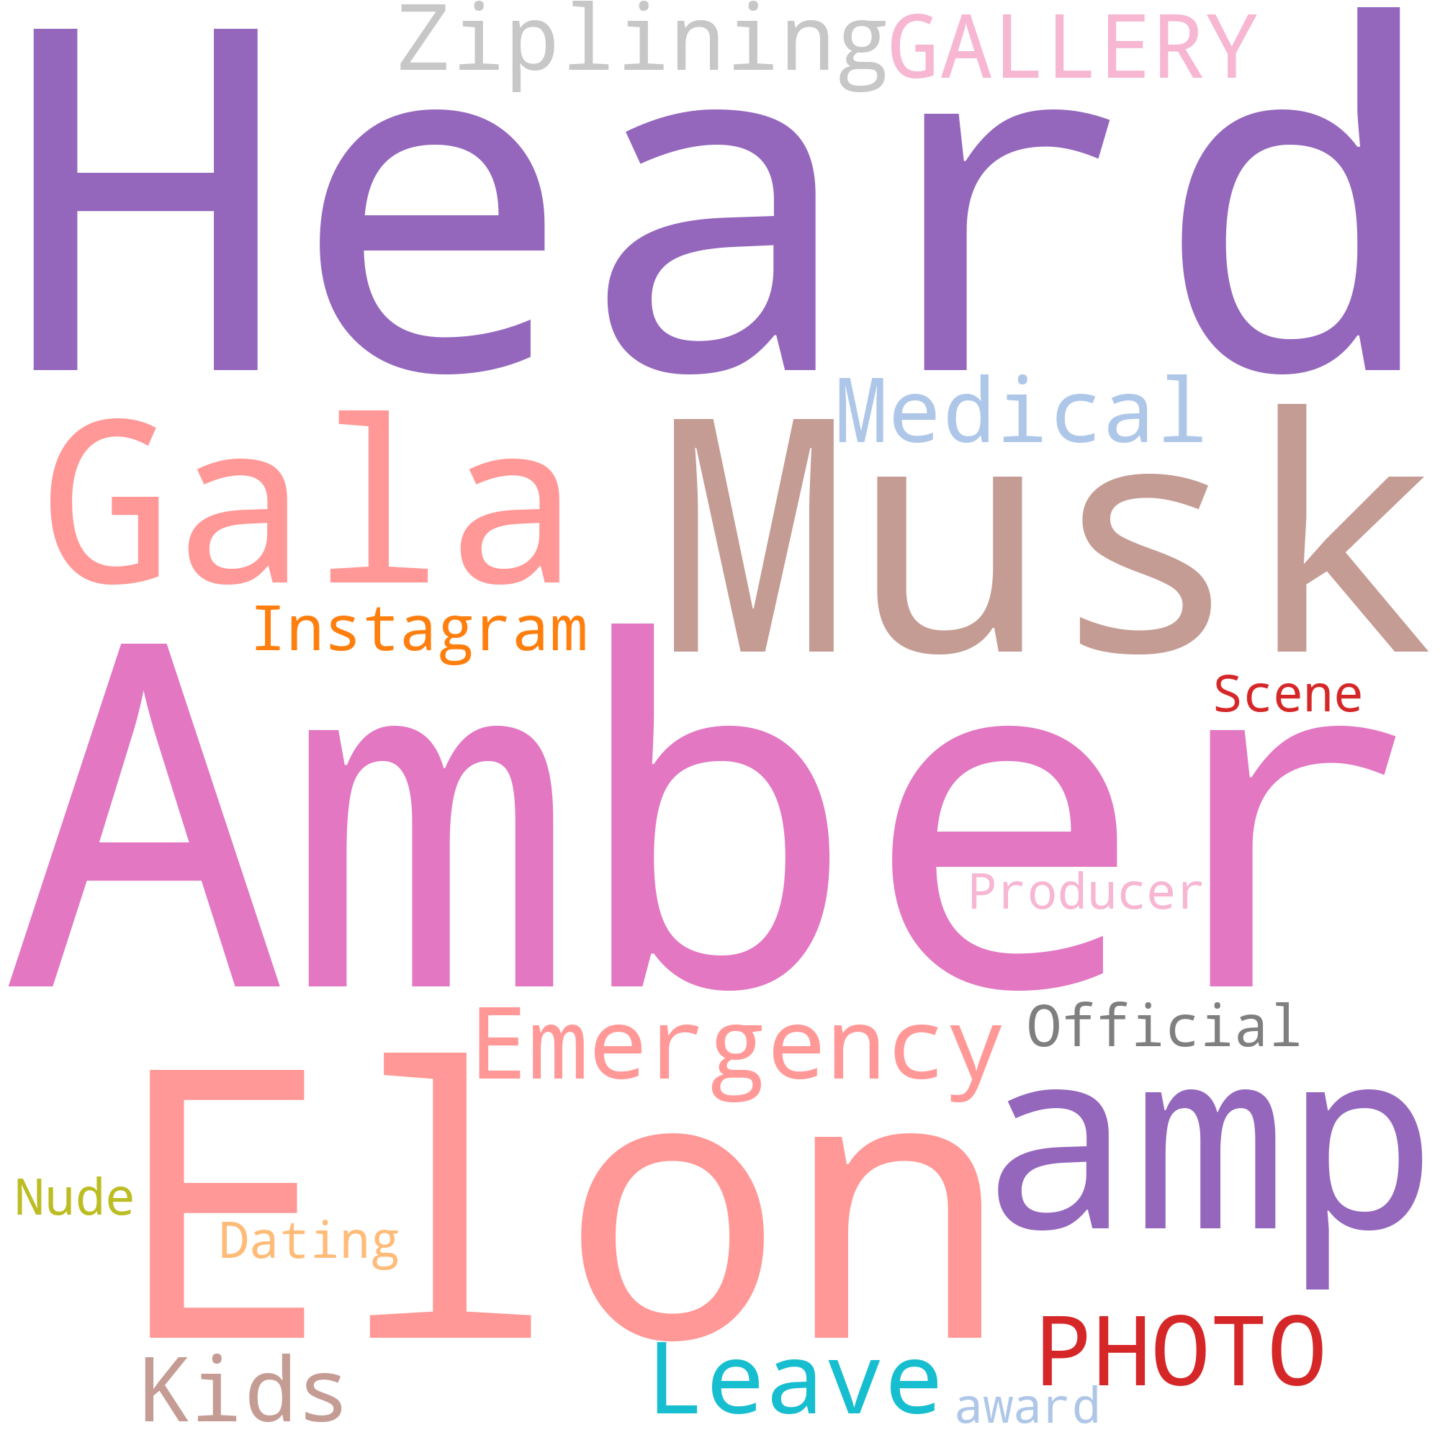 Ziplining
GALLERY
Heard
Medical
Gala
Musk
Instagram
Scene
Amber
Producer
Official
Emergency
Elon
amp
Nude
Dating
PHOTO
Leave
Kids
award